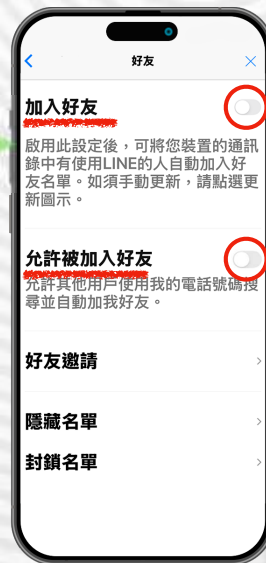 好友
加入好友
啟用此設定後，可將您裝置的通訊
錄中有使用LINE的人自動加入好
友名單。如須手動更新，請點選更
新圖示。
允許被加入好友
允許其他用戶使用我的電話號碼搜
尋並自動加我好友。
好友邀請
隱藏名單
封鎖名單